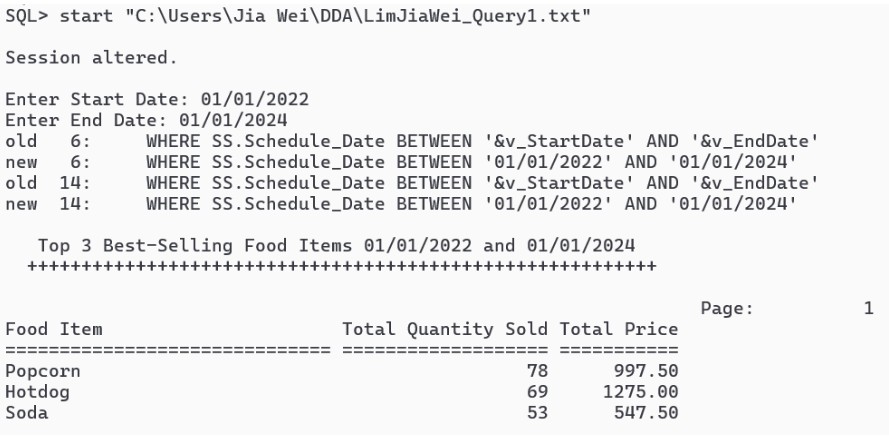 SQL> start "C:\Users\Jia Wei\DDA\LimJiaWei_Query1.txt"
Session altered.
Enter Start Date: 01/01/2022
Enter End Date: 01/01/2024
old   6:     WHERE SS.Schedule_Date BETWEEN '&v_StartDate' AND '&v_EndDate'
new   6:     WHERE SS.Schedule_Date BETWEEN '01/01/2022' AND '01/01/2024'
old  14:     WHERE SS.Schedule_Date BETWEEN '&v_StartDate' AND '&v_EndDate'
new  14:     WHERE SS.Schedule_Date BETWEEN '01/01/2022' AND '01/01/2024'
Top 3 Best-Selling Food Items 01/01/2022 and 01/01/2024
++++++++++++++++++++++++++++++++++++++++++++++++++++++++++
Page:          1
Food Item                      Total Quantity Sold Total Price
============================== =================== ===========
Popcorn                                         78      997.50
Hotdog                                          69     1275.00
Soda                                            53      547.50